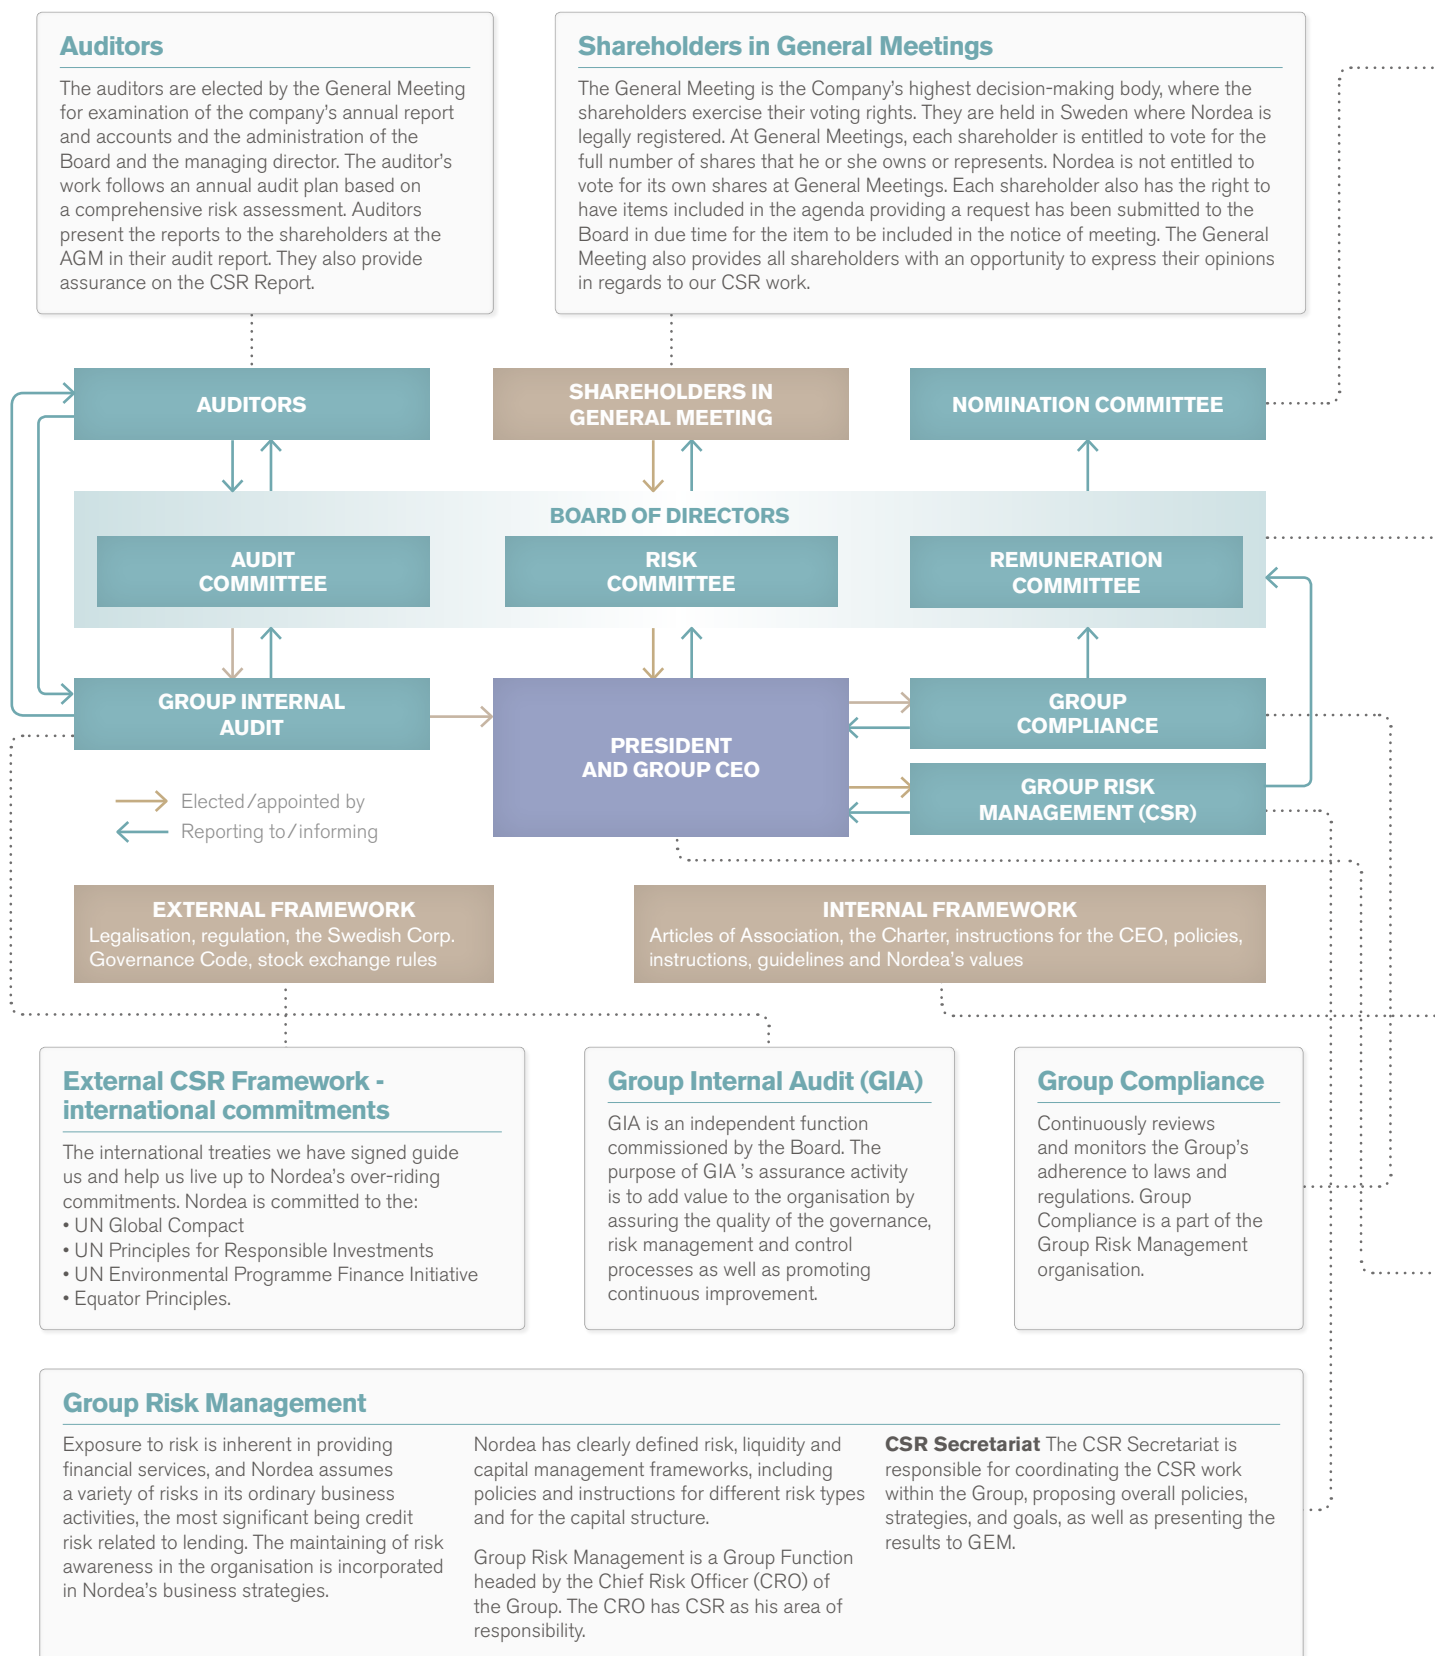 Auditors
The auditors are elected by the General Meeting
for examination of the company's annual report
and accounts and the administration of the
Board and the managing director. The auditor's
work follows an annual audit plan based on
a comprehensive risk assessment. Auditors
present the reports to the shareholders at the
AGM in their audit report. They also provide
assurance on the CSR Report.
Shareholders in General Meetings
The General Meeting is the Company's highest decision-making body, where the
shareholders exercise their voting rights. They are held in Sweden where Nordea is
legally registered. At General Meetings, each shareholder is entitled to vote for the
full number of shares that he or she owns or represents. Nordea is not entitled to
vote for its own shares at General Meetings. Each shareholder also has the right to
have items included in the agenda providing a request has been submitted to the
Board in due time for the item to be included in the notice of meeting. The General
Meeting also provides all shareholders with an opportunity to express their opinions
in regards to our CSR work.
AUDITORS
SHAREHOLDERS IN
GENERAL MEETING
NOMINATION COMMITTEE
BOARD OF DIRECTORS
AUDIT
COMMITTEE
RISK
COMMITTEE
REMUNERATION
COMMITTEE
GROUP INTERNAL
AUDIT
PRESIDENT
AND GROUP CEO
GROUP
COMPLIANCE
GROUP RISK
MANAGEMENT (CSR)
Elected/appointed by
Reporting to/informing
EXTERNAL FRAMEWORK
Legalisation, regulation, the Swedish Corp.
Governance Code, stock exchange rules
INTERNAL FRAMEWORK
Articles of Association, the Charter, instructions for the CEO, policies,
instructions, guidelines and Nordea's values
External CSR Framework -
international commitments
The international treaties we have signed guide
us and help us live up to Nordea's over-riding
commitments. Nordea is committed to the:
• UN Global Compact
• UN Principles for Responsible Investments
• UN Environmental Programme Finance Initiative
• Equator Principles.
Group Internal Audit (GIA)
GIA is an independent function
commissioned by the Board. The
purpose of GIA 's assurance activity
is to add value to the organisation by
assuring the quality of the governance,
risk management and control
processes as well as promoting
continuous improvement.
Group Compliance
Continuously reviews
and monitors the Group's
adherence to laws and
regulations. Group
Compliance is a part of the
Group Risk Management
organisation.
Group Risk Management
Exposure to risk is inherent in providing
financial services, and Nordea assumes
a variety of risks in its ordinary business
activities, the most significant being credit
risk related to lending. The maintaining of risk
awareness in the organisation is incorporated
in Nordea's business strategies.
Nordea has clearly defined risk, liquidity and
capital management frameworks, including
policies and instructions for different risk types
and for the capital structure.
Group Risk Management is a Group Function
headed by the Chief Risk Officer (CRO) of
the Group. The CRO has CSR as his area of
responsibility.
CSR Secretariat The CSR Secretariat is
responsible for coordinating the CSR work
within the Group, proposing overall policies,
strategies, and goals, as well as presenting the
results to GEM.